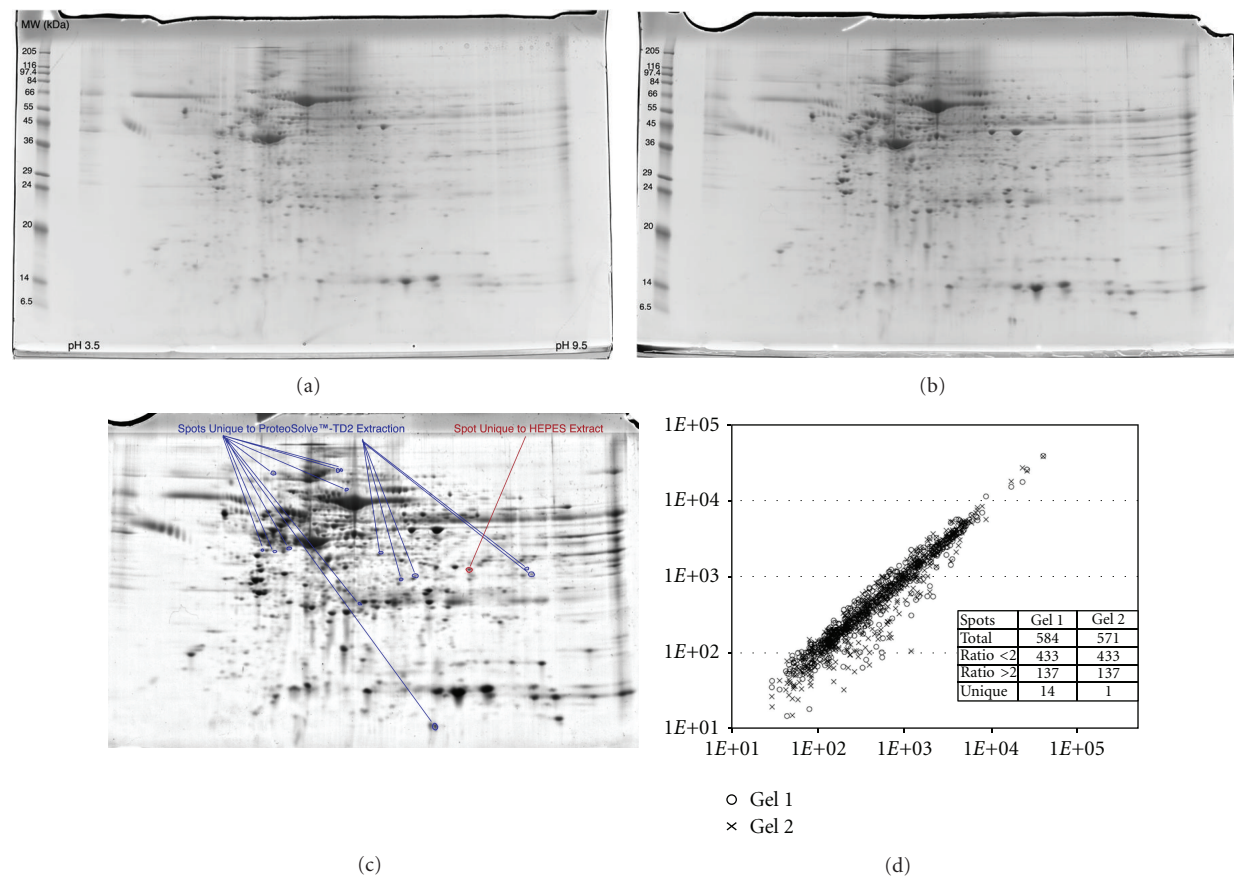 MW (kDa)
205
116
97.4
84
66
55
45
36
29
24
20
14
6.5
pH 3.5
pH 9.5
(a)
205
116
97.4
84
66
55
45
36
29
24
20
14
6.5
(b)
Spots Unique to ProteoSolve™-TD2 Extraction
Spot Unique to HEPES Extract
(c)
1E+05
1E+04
1E+03
1E+02
1E+01
Spots Gel 1 Gel 2
Total 584 571
Ratio <2 433 433
Ratio >2 137 137
Unique 14 1
1E+01 1E+02 1E+03 1E+04 1E+05
Gel 1
Gel 2
(d)